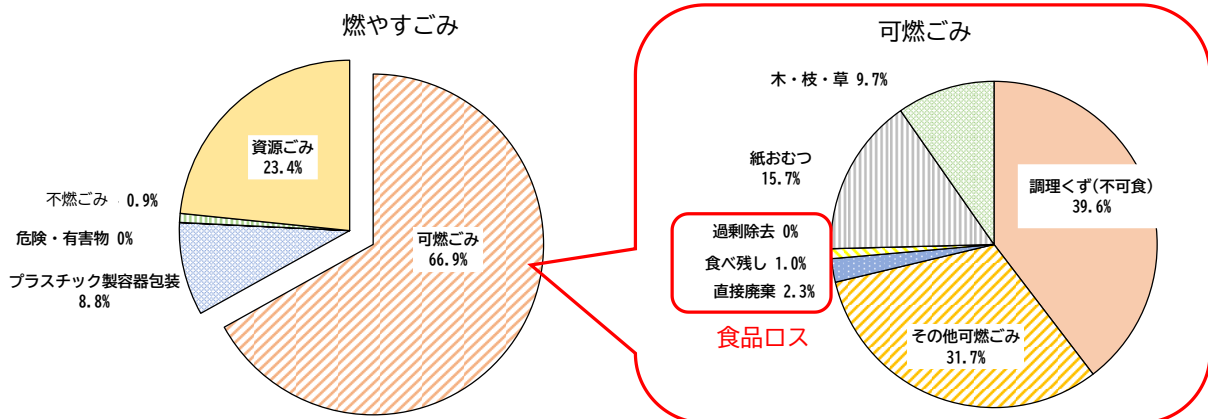 燃やすごみ
資源ごみ
23.4%
不燃ごみ 0.9%
危険・有害物 0%
プラスチック製容器包装
8.8%
可燃ごみ
66.9%
可燃ごみ
木・枝・草 9.7%
紙おむつ
15.7%
過剰除去 0%
食べ残し 1.0%
直接廃棄 2.3%
食品ロス
調理くず(不可食)
39.6%
その他可燃ごみ
31.7%